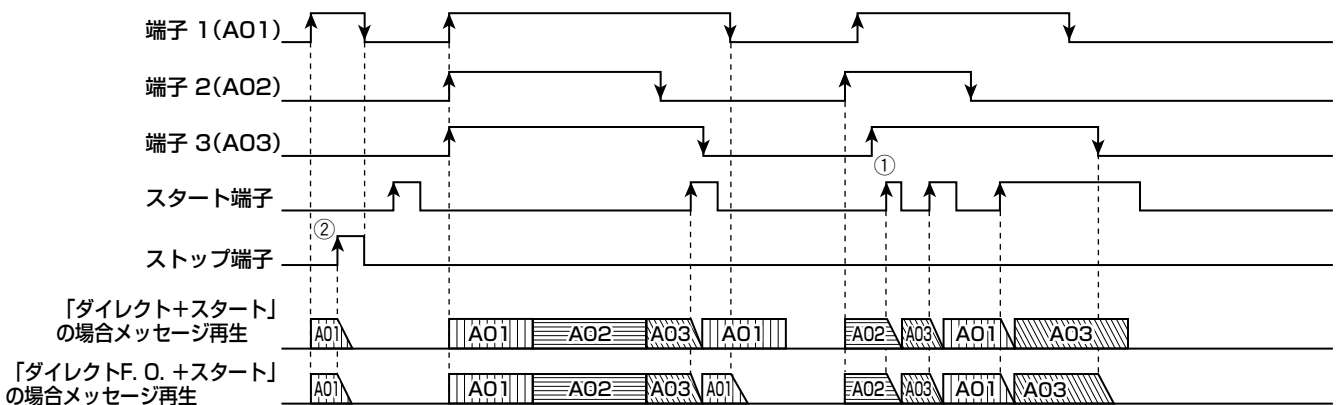 端子 1(A01)
端子 2(A02)
端子 3(A03)
①
スタート端子
②
ストップ端子
「ダイレクト+スタート」
の場合メッセージ再生
A01 A01 A02 A03 A01 A02 A03 A01 A03
「ダイレクトF. O. +スタート」
の場合メッセージ再生
A01 A01 A02 A03 A01 A02 A03 A01 A03